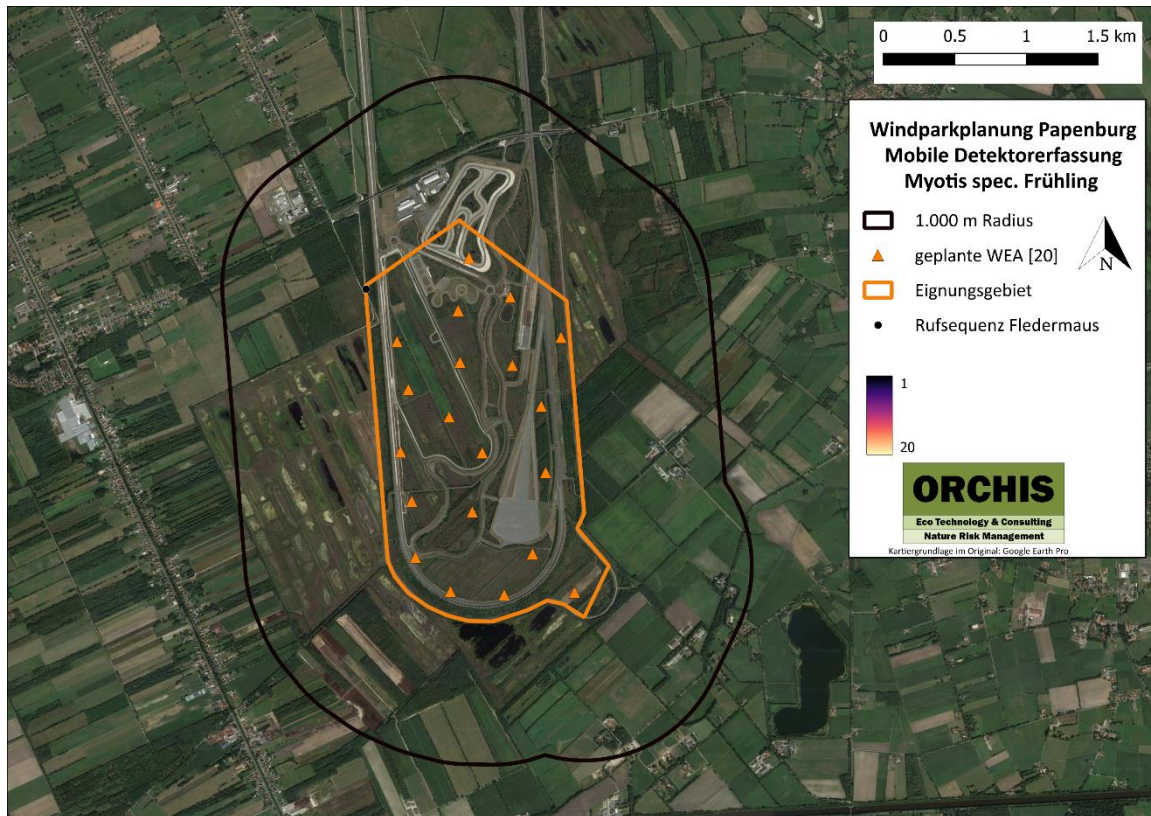 0 0.5 1 1.5 km
Windparkplanung Papenburg
Mobile Detektorerfassung
Myotis spec. Frühling
1.000 m Radius
geplante WEA [20]
Eignungsgebiet
Rufsequenz Fledermaus
N
1
20
ORCHIS
Eco Technology & Consulting
Nature Risk Management
Kartiergrundlage im Original: Google Earth Pro